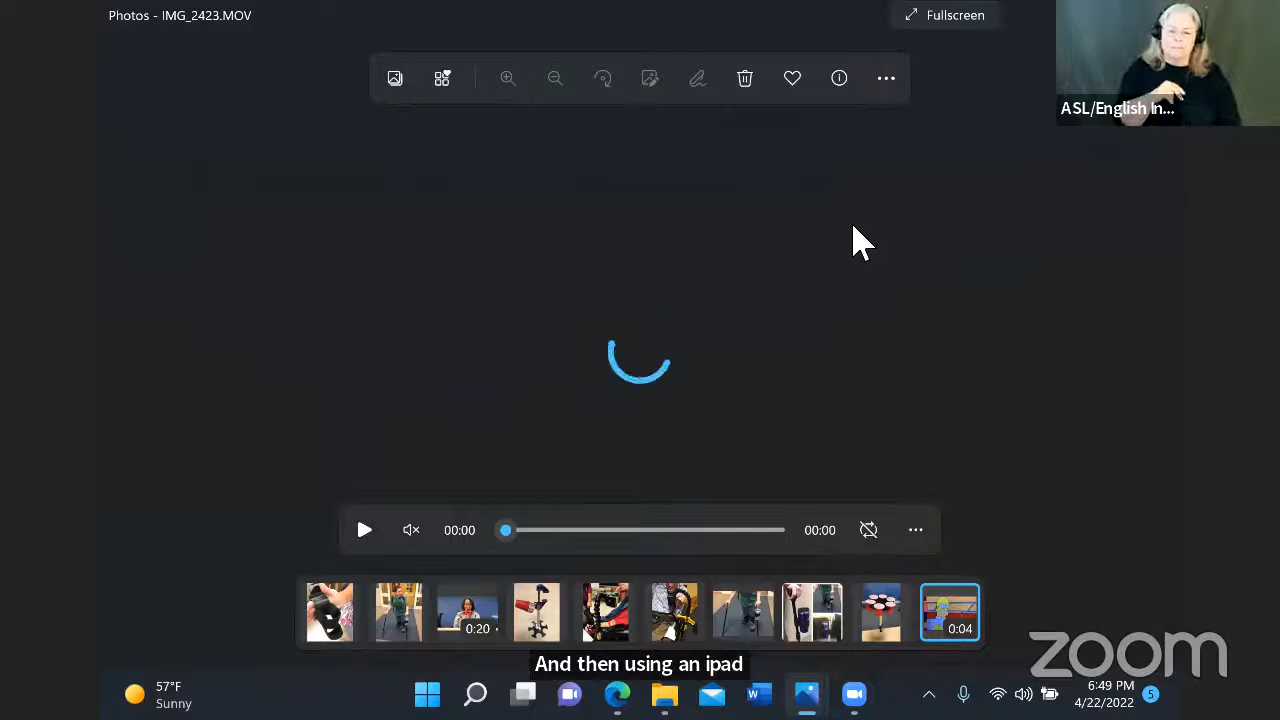 Photos - IMG_2423.MOV
Fullscreen
ASL/English In...
00:00
00:00
0:20
0:04
And then using an ipad
zoom
57°F
Sunny
W
6:49 PM
4/22/2022
5